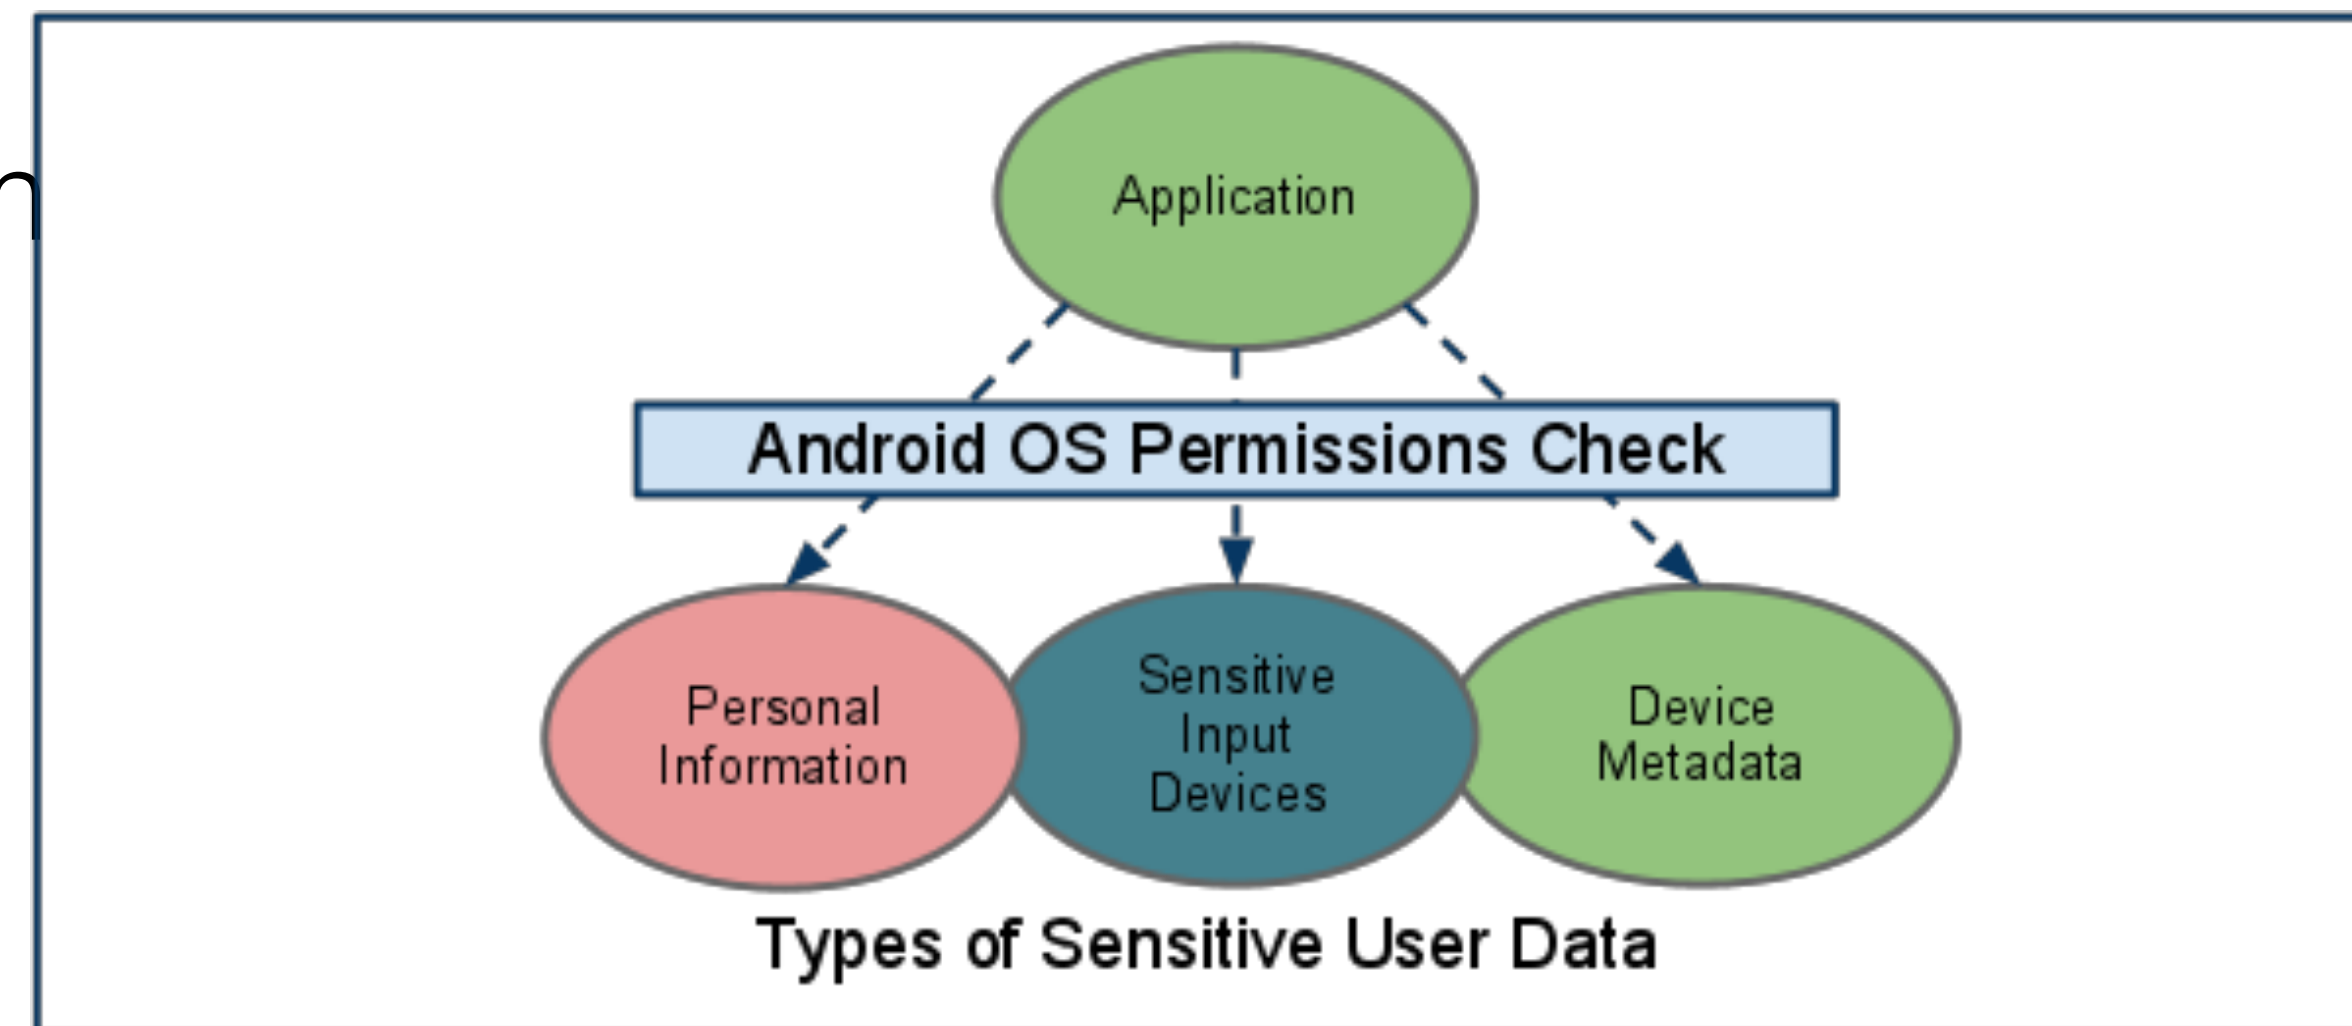 Application
Android OS Permissions Check
Personal
Information
Sensitive
Input
Devices
Device
Metadata
Types of Sensitive User Data